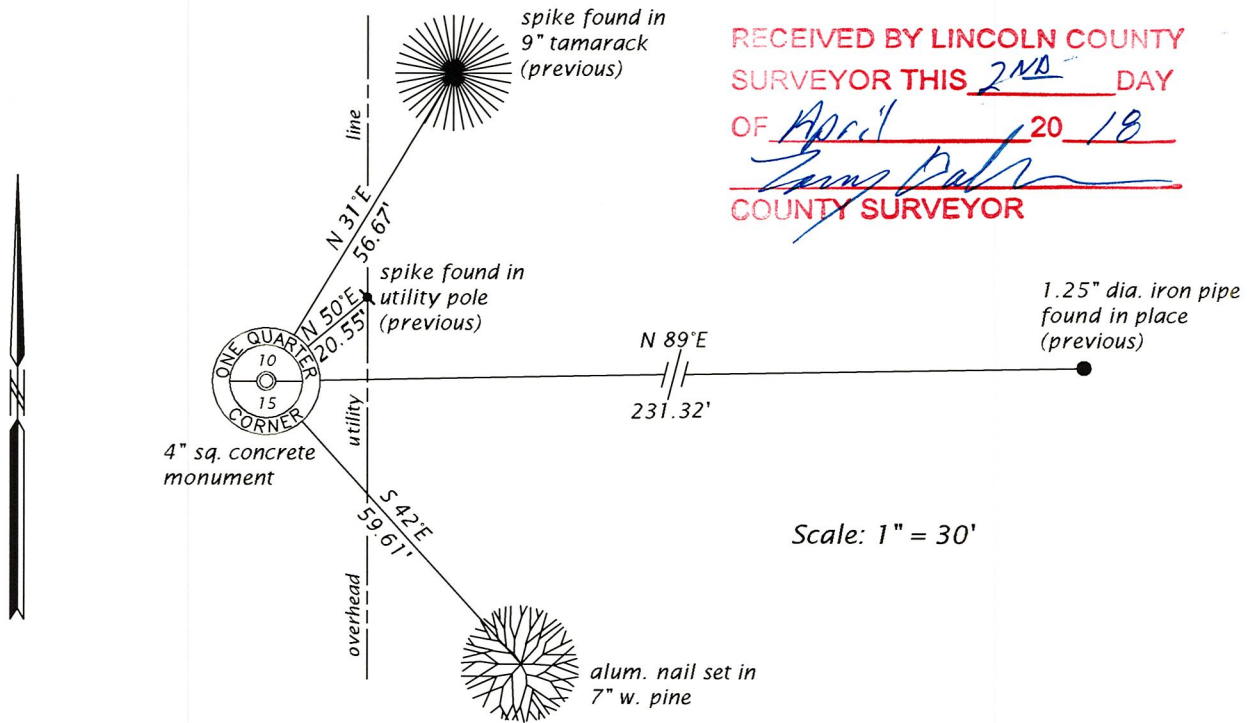 spike found in
9" tamarack
(previous)
RECEIVED BY LINCOLN COUNTY
SURVEYOR THIS 2ND DAY
OF April 20 18
COUNTY SURVEYOR
line
N 31°E
56.67'
spike found in
utility pole
(previous)
N 50°E
20.55'
1.25" dia. iron pipe
found in place
(previous)
N 89°E
231.32'
ONE QUARTER
10
15
CORNER
4" sq. concrete
monument
utility
S 42°E
59.61'
Scale: 1" = 30'
overhead
alum. nail set in
7" w. pine
N